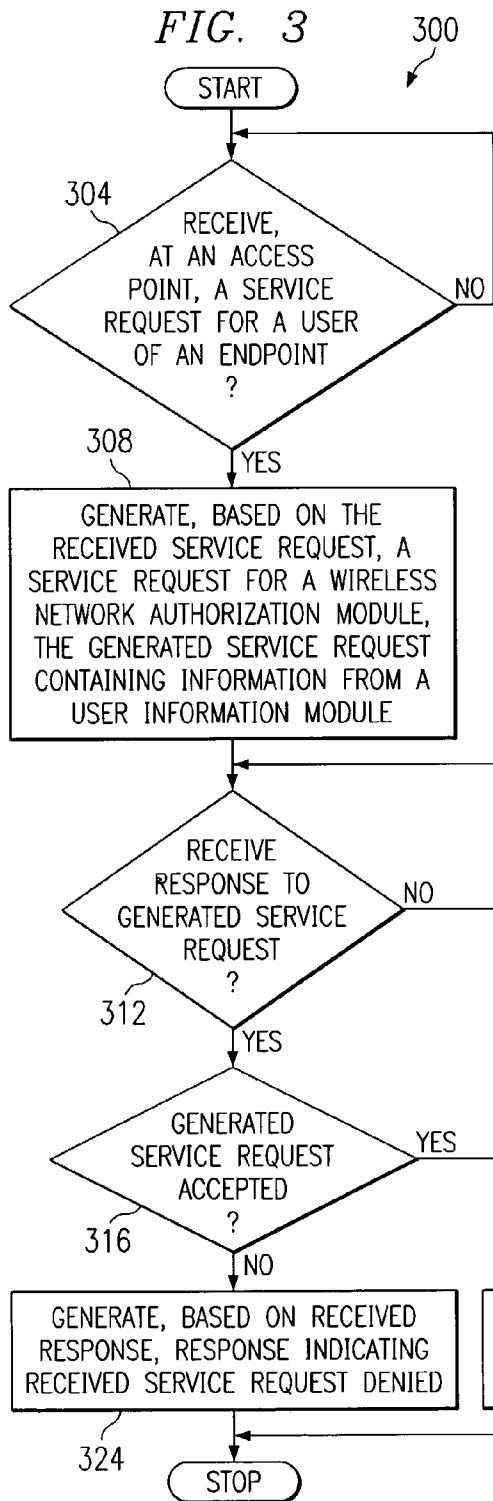 FIG. 3
300
START
304
RECEIVE,
AT AN ACCESS
POINT, A SERVICE
REQUEST FOR A USER
OF AN ENDPOINT
?
NO
YES
308
GENERATE, BASED ON THE
RECEIVED SERVICE REQUEST, A
SERVICE REQUEST FOR A WIRELESS
NETWORK AUTHORIZATION MODULE,
THE GENERATED SERVICE REQUEST
CONTAINING INFORMATION FROM A
USER INFORMATION MODULE
RECEIVE
RESPONSE TO
GENERATED SERVICE
REQUEST
?
NO
312
YES
GENERATED
SERVICE REQUEST
ACCEPTED
?
YES
316
NO
GENERATE, BASED ON RECEIVED
RESPONSE, RESPONSE INDICATING
RECEIVED SERVICE REQUEST DENIED
324
STOP